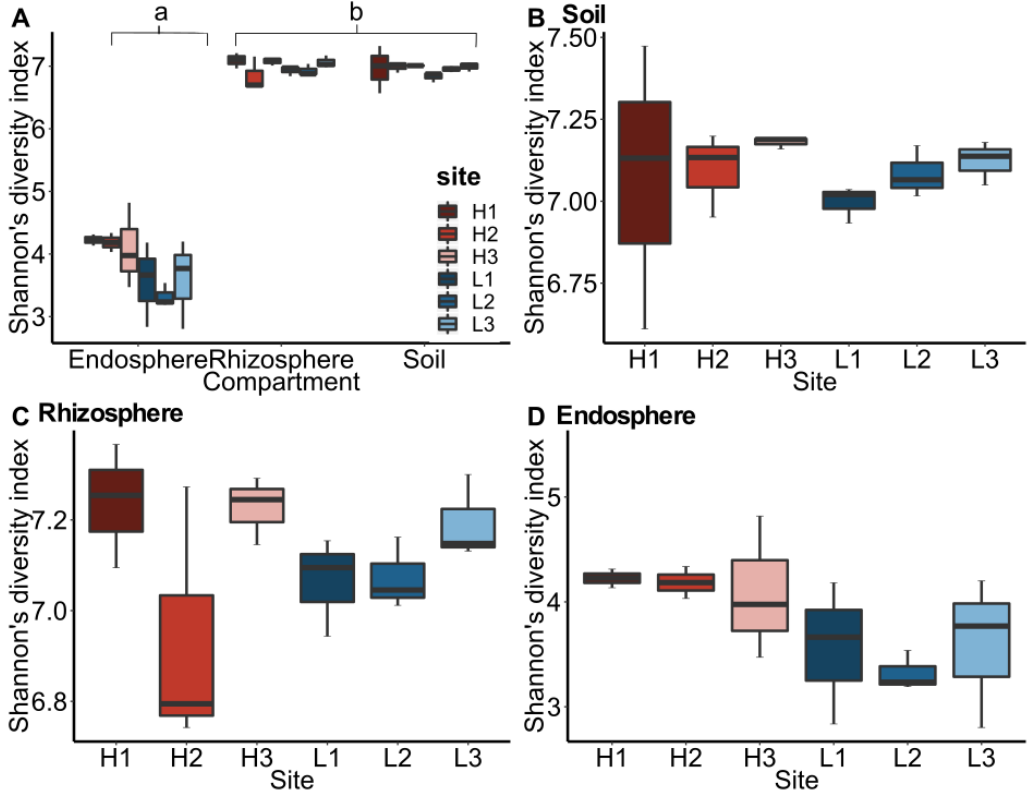 A
a
b
Shannon's diversity index
7
6
5
4
3
site
H1
H2
H3
L1
L2
L3
Endosphere Rhizosphere Soil
Compartment
B Soil
Shannon's diversity index
7.50
7.25
7.00
6.75
H1 H2 H3 L1 L2 L3
Site
C Rhizosphere
Shannon's diversity index
7.2
7.0
6.8
H1 H2 H3 L1 L2 L3
Site
D Endosphere
Shannon's diversity index
5
4
3
H1 H2 H3 L1 L2 L3
Site